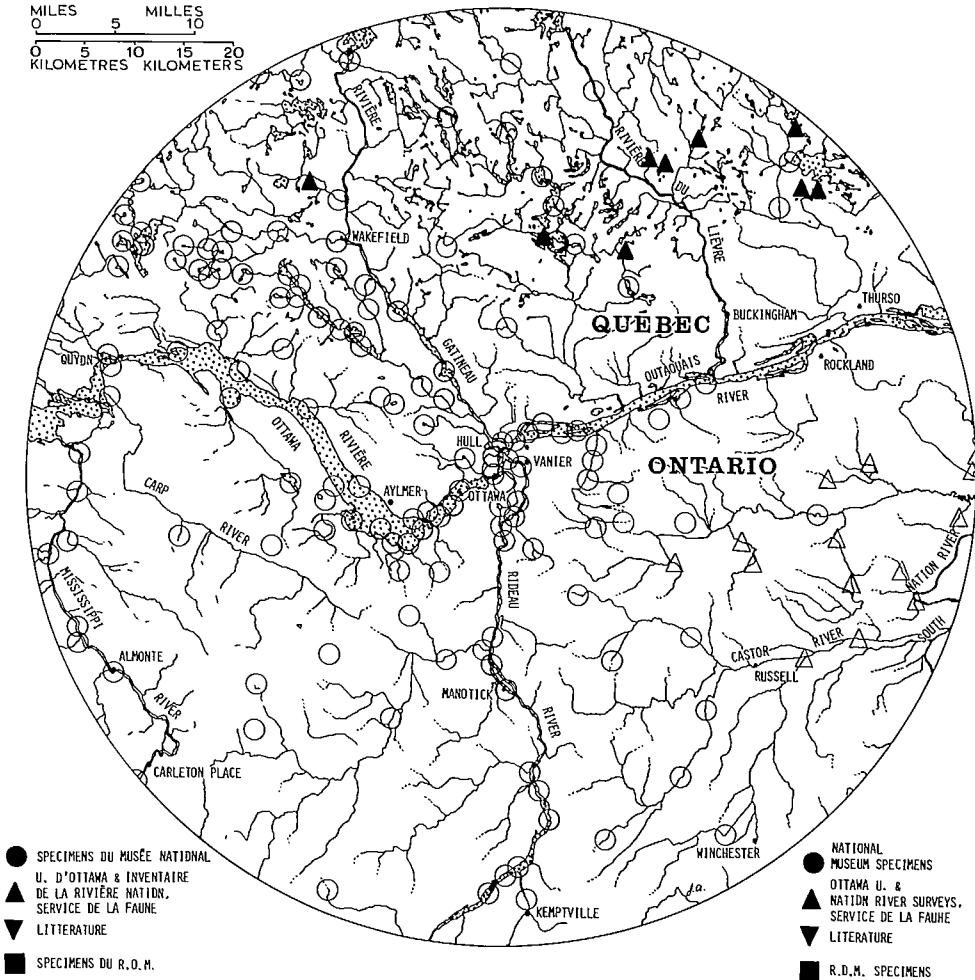 MILES MILLES
0 5 10
0 5 10 15 20
KILOMÈTRES KILOMETERS
RIVIÈRE
RIVIÈRE
DU
LIÈVRE
WAKEFIELD
THURSO
BUCKINGHAM
QUÉBEC
ROCKLAND
QUYON
GATINEAU
OUTAOUAIS
RIVER
OTTAWA
RIVIÈRE
HULL
VANIER
ONTARIO
AYLMER
OTTAWA
CARP
RIVER
NATION RIVER
MISSISSIPPI
RIDEAU
SOUTH
RIVER
CASTOR
RUSSELL
ALMONTE
RIVER
MANOTICK
RIVER
CARLETON PLACE
WINCHESTER
j.a.
KEMPTVILLE
SPECIMENS DU MUSÉE NATIONAL
U. D'OTTAWA & INVENTAIRE
DE LA RIVIÈRE NATION,
SERVICE DE LA FAUNE
LITTERATURE
SPECIMENS DU R.O.M.
NATIONAL
MUSEUM SPECIMENS
OTTAWA U. &
NATION RIVER SURVEYS,
SERVICE DE LA FAUNE
LITERATURE
R.O.M. SPECIMENS